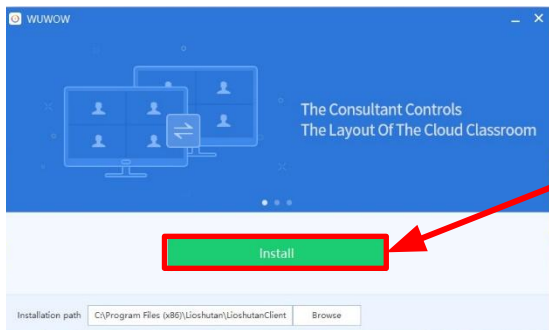 WUWOW
The Consultant Controls
The Layout Of The Cloud Classroom
Install
Installation path C:\Program Files (x86)\Lioshutan\LioshutanClient Browse